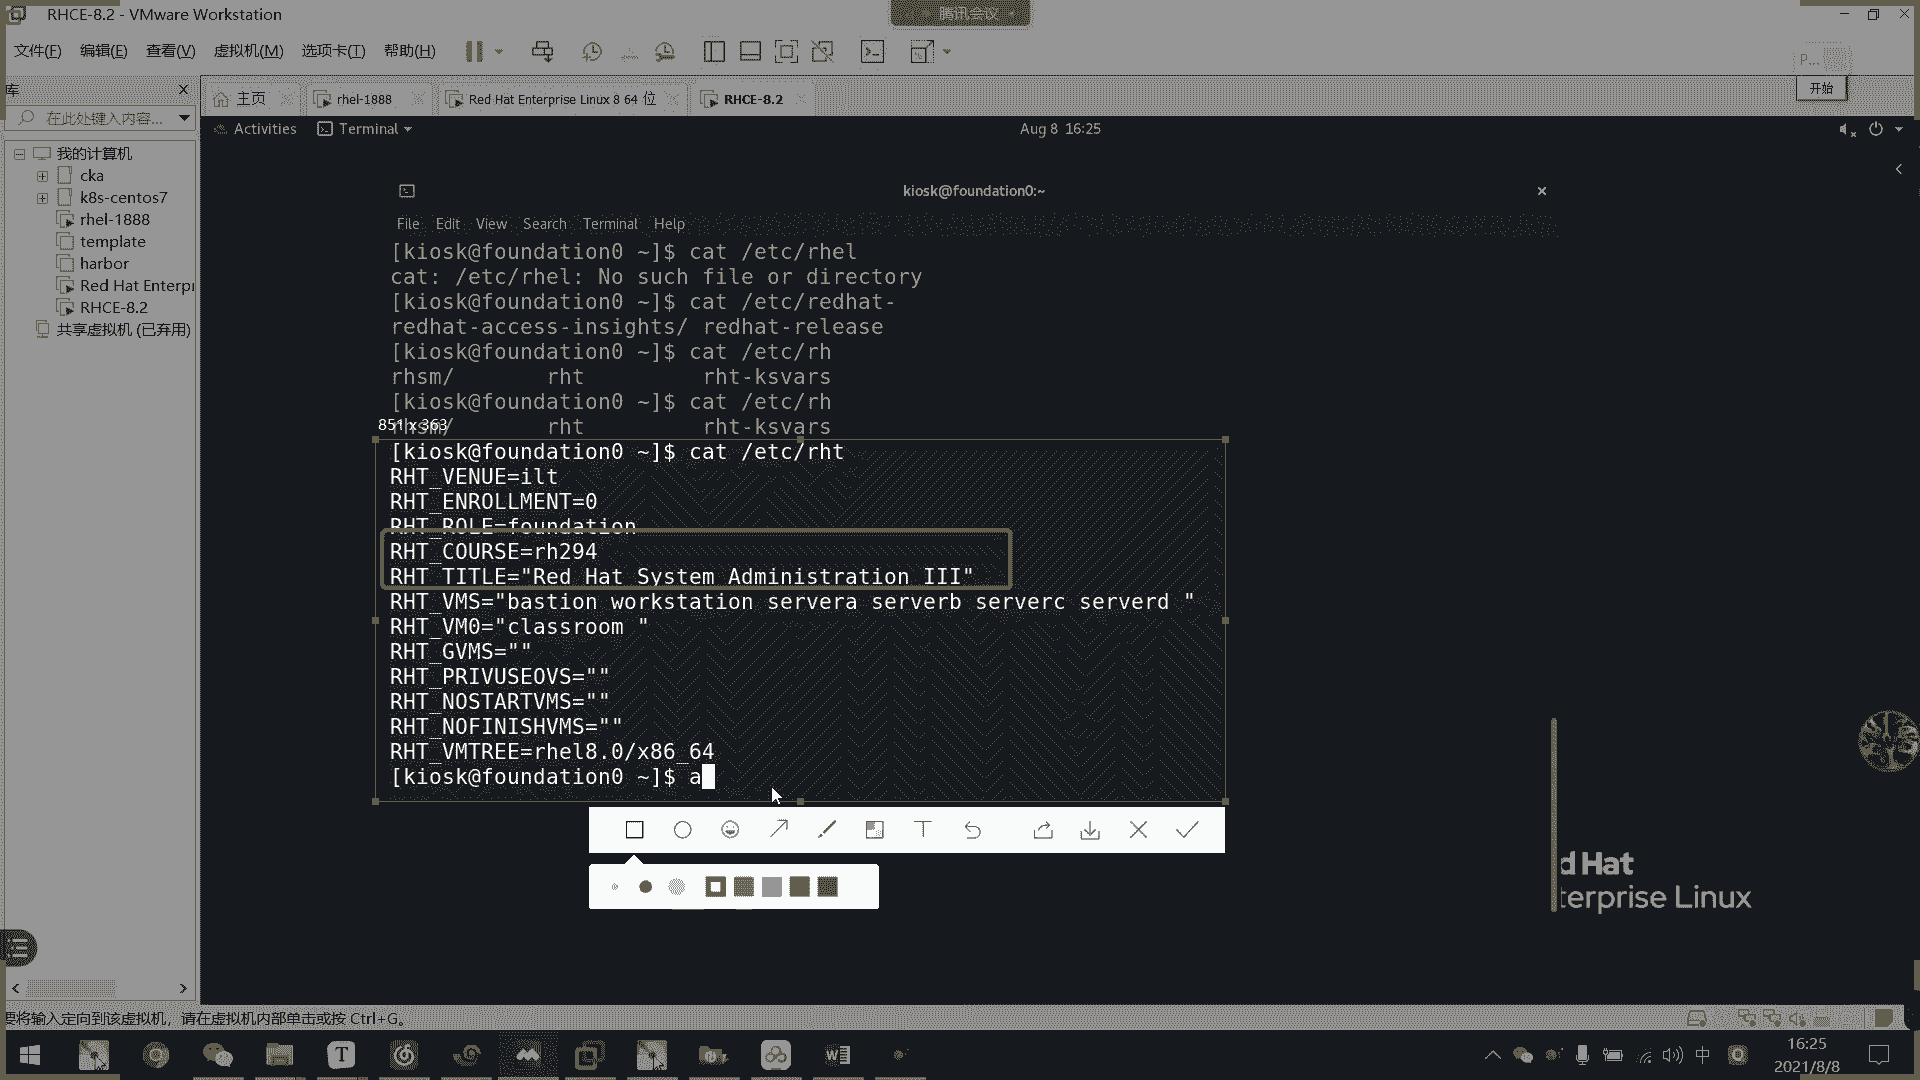 RHCE-8.2 - VMware Workstation
腾讯会议
文件(F) 编辑(E) 查看(V) 虚拟机(M) 选项卡(T) 帮助(H)
P...
开始
库
在此处键入内容...
主页
rhel-1888
Red Hat Enterprise Linux 8 64 位
RHCE-8.2
我的计算机
cka
k8s-centos7
rhel-1888
template
harbor
Red Hat Enterpri
RHCE-8.2
共享虚拟机 (已弃用)
Activities
Terminal
Aug 8 16:25
kiosk@foundation0:~
File Edit View Search Terminal Help
[kiosk@foundation0 ~]$ cat /etc/rhel
cat: /etc/rhel: No such file or directory
[kiosk@foundation0 ~]$ cat /etc/redhat-
redhat-access-insights/ redhat-release
[kiosk@foundation0 ~]$ cat /etc/rh
rhsm/ rht rht-ksvars
[kiosk@foundation0 ~]$ cat /etc/rh
851 x 363
rhsm/ rht rht-ksvars
[kiosk@foundation0 ~]$ cat /etc/rht
RHT_VENUE=ilt
RHT_ENROLLMENT=0
RHT_ROLE=foundation
RHT_COURSE=rh294
RHT_TITLE="Red Hat System Administration III"
RHT_VMS="bastion workstation servera serverb serverc serverd "
RHT_VM0="classroom "
RHT_GVMS=""
RHT_PRIVUSEOVS=""
RHT_NOSTARTVMS=""
RHT_NOFINISHVMS=""
RHT_VMTREE=rhel8.0/x86_64
[kiosk@foundation0 ~]$ a
d Hat
terprise Linux
要将输入定向到该虚拟机，请在虚拟机内部单击或按 Ctrl+G。
中
16:25
2021/8/8